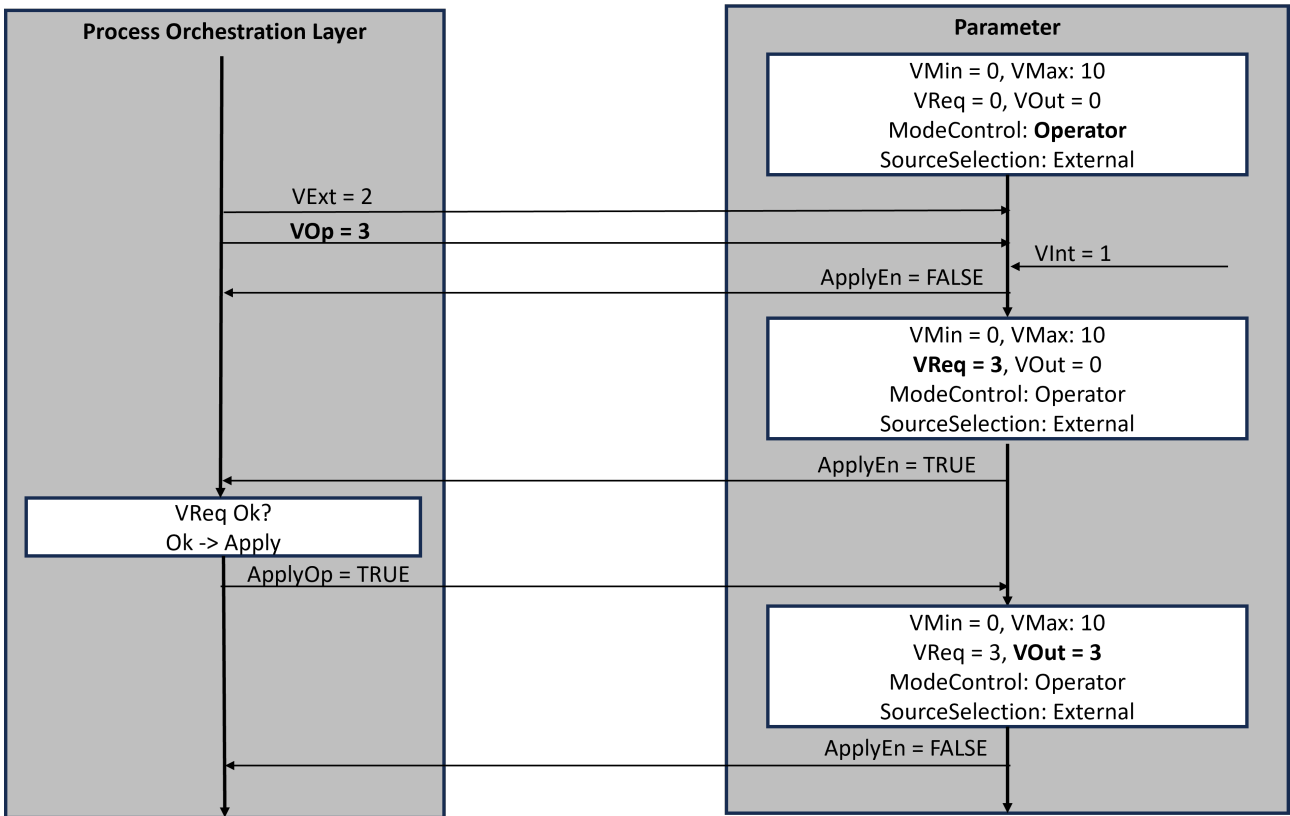 Process Orchestration Layer
Parameter
VMin = 0, VMax: 10
VReq = 0, VOut = 0
ModeControl: Operator
SourceSelection: External
VExt = 2
VOp = 3
VInt = 1
ApplyEn = FALSE
VMin = 0, VMax: 10
VReq = 3, VOut = 0
ModeControl: Operator
SourceSelection: External
ApplyEn = TRUE
VReq Ok?
Ok -> Apply
ApplyOp = TRUE
VMin = 0, VMax: 10
VReq = 3, VOut = 3
ModeControl: Operator
SourceSelection: External
ApplyEn = FALSE